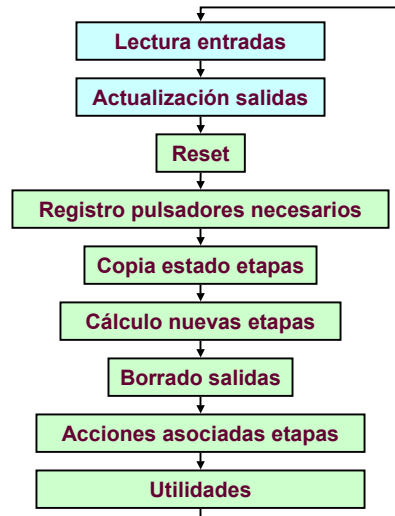 Lectura entradas
Actualización salidas
Reset
Registro pulsadores necesarios
Copia estado etapas
Cálculo nuevas etapas
Borrado salidas
Acciones asociadas etapas
Utilidades